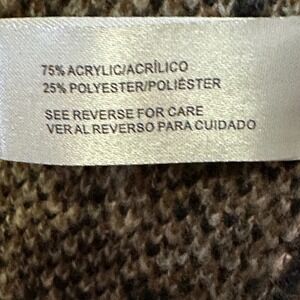 75% ACRYLIC/ACRÍLICO
25% POLYESTER/POLIÉSTER
SEE REVERSE FOR CARE
VER AL REVERSO PARA CUIDADO